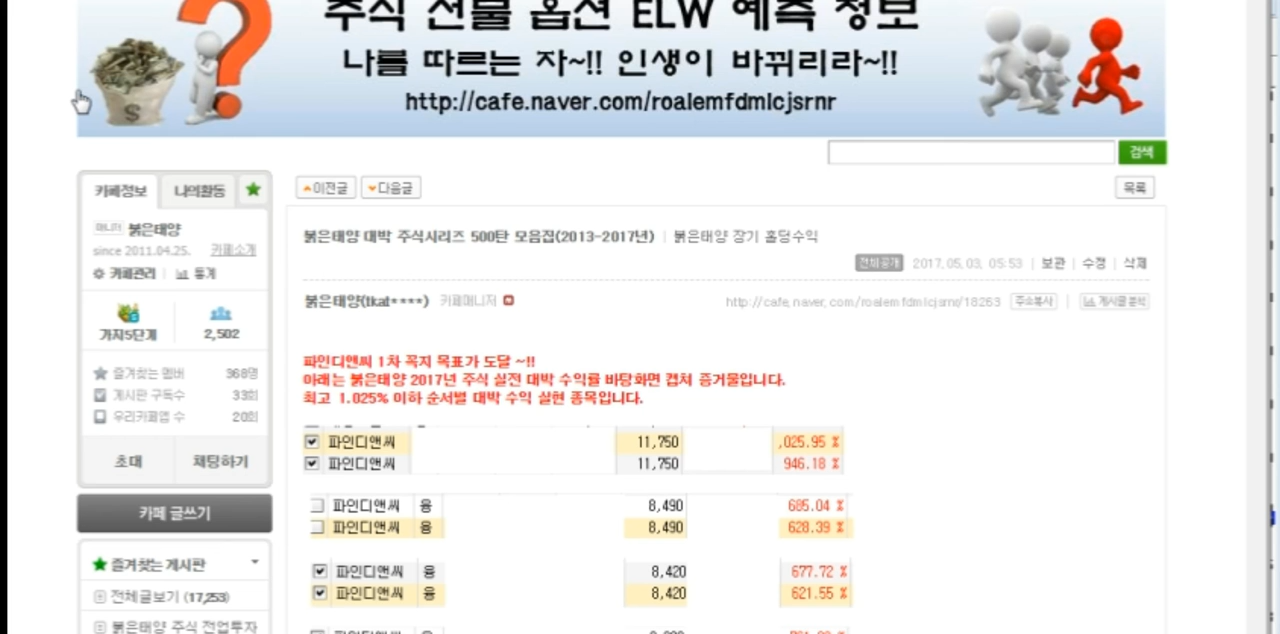 주식 선물 옵션 ELW 예측 정보
나를 따르는 자~!! 인생이 바뀌리라~!!
http://cafe.naver.com/roalemfdmlcjsrnr
검색
카페정보 나의활동
이전글 다음글 목록
매니저 붉은태양
since 2011.04.25. 카페소개
카페관리 통계
붉은태양 대박 주식시리즈 500탄 모음집(2013-2017년) | 붉은태양 장기 홀딩수익
전체공개 2017.05.03. 05:53 | 보관 | 수정 | 삭제
붉은태양(tkat****) 카페매니저
http://cafe.naver.com/roalemfdmlcjsrnr/18263 주소복사 | 게시물분석
가지5단계 2,502
즐겨찾는 멤버 368명
게시판 구독수 33회
우리카페앱 수 20회
초대 채팅하기
카페 글쓰기
즐겨찾는 게시판
전체글보기 (17,253)
붉은태양 주식 전업투자
파인디앤씨 1차 꼭지 목표가 도달 ~!!
아래는 붉은태양 2017년 주식 실전 대박 수익률 바탕화면 캡쳐 증거물입니다.
최고 1.025% 이하 순서별 대박 수익 실현 종목입니다.
파인디앤씨 11,750 ,025.95 %
파인디앤씨 11,750 946.18 %
파인디앤씨 융 8,490 685.04 %
파인디앤씨 융 8,490 628.39 %
파인디앤씨 융 8,420 677.72 %
파인디앤씨 융 8,420 621.55 %